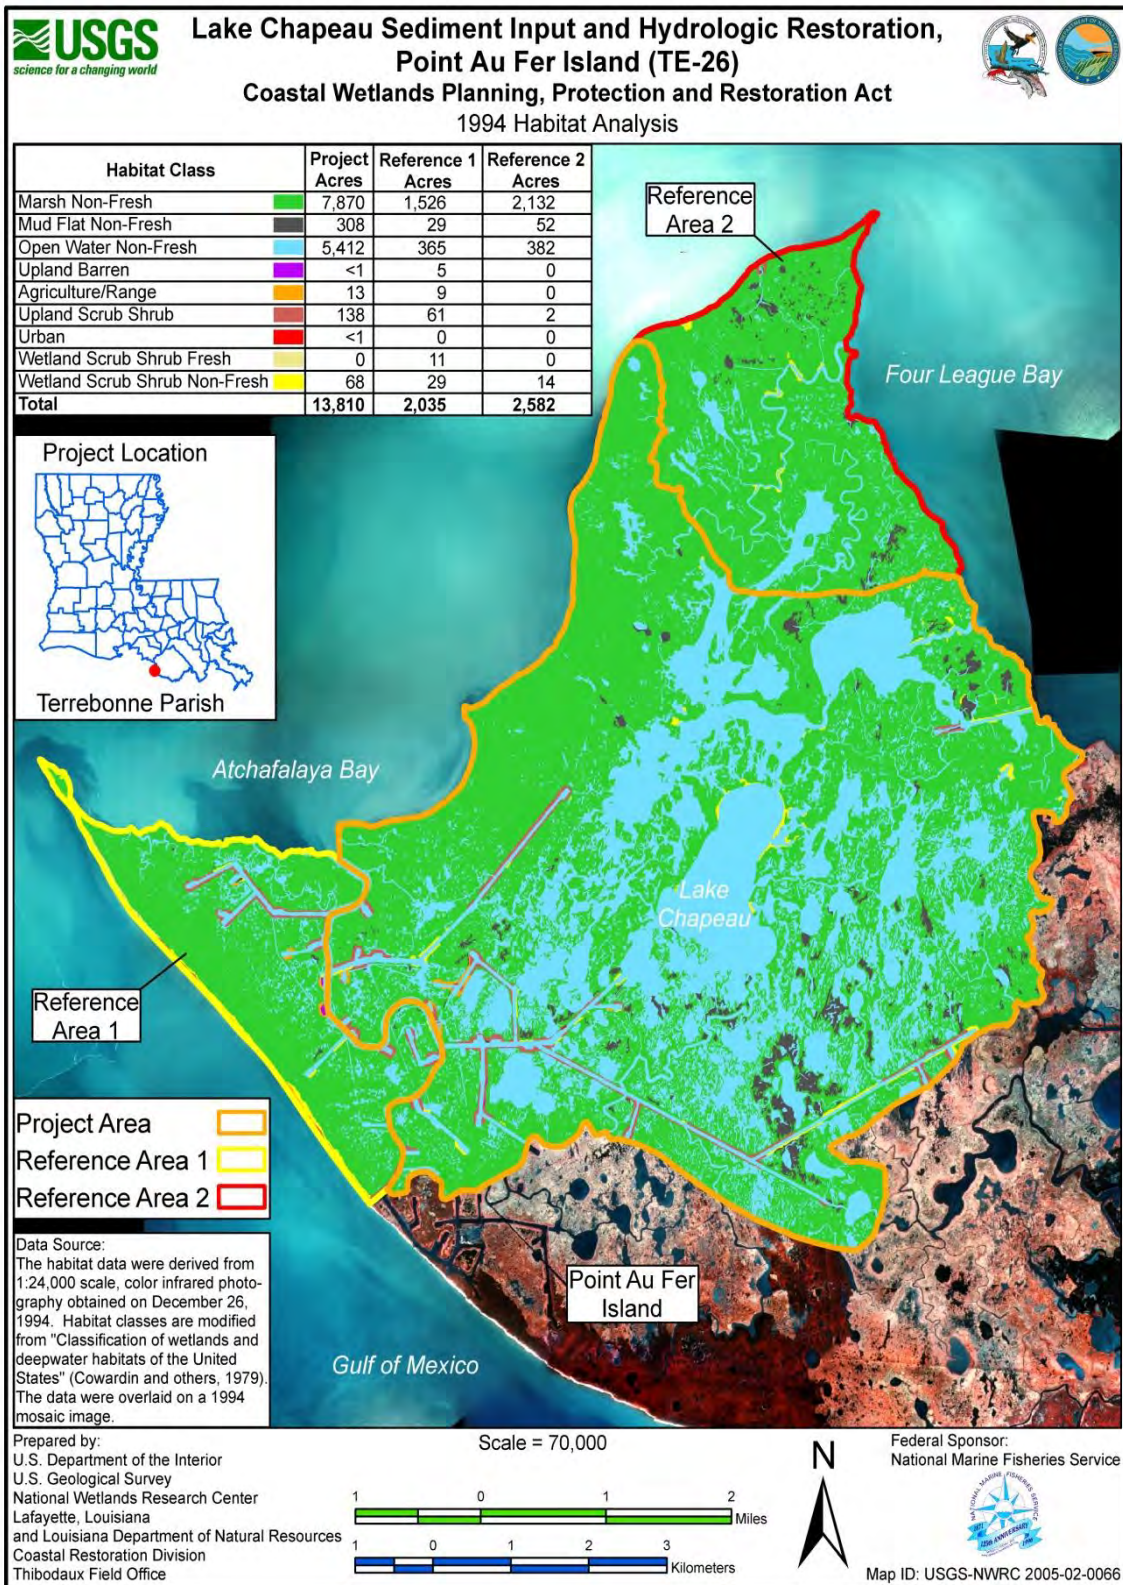 USGS
science for a changing world
Lake Chapeau Sediment Input and Hydrologic Restoration,
Point Au Fer Island (TE-26)
Coastal Wetlands Planning, Protection and Restoration Act
1994 Habitat Analysis
Habitat Class Project Acres Reference 1 Acres Reference 2 Acres
Marsh Non-Fresh 7,870 1,526 2,132
Mud Flat Non-Fresh 308 29 52
Open Water Non-Fresh 5,412 365 382
Upland Barren <1 5 0
Agriculture/Range 13 9 0
Upland Scrub Shrub 138 61 2
Urban <1 0 0
Wetland Scrub Shrub Fresh 0 11 0
Wetland Scrub Shrub Non-Fresh 68 29 14
Total 13,810 2,035 2,582
Reference
Area 2
Four League Bay
Project Location
Terrebonne Parish
Atchafalaya Bay
Lake
Chapeau
Reference
Area 1
Project Area
Reference Area 1
Reference Area 2
Point Au Fer
Island
Gulf of Mexico
Data Source:
The habitat data were derived from
1:24,000 scale, color infrared photo-
graphy obtained on December 26,
1994. Habitat classes are modified
from "Classification of wetlands and
deepwater habitats of the United
States" (Cowardin and others, 1979).
The data were overlaid on a 1994
mosaic image.
Prepared by:
U.S. Department of the Interior
U.S. Geological Survey
National Wetlands Research Center
Lafayette, Louisiana
and Louisiana Department of Natural Resources
Coastal Restoration Division
Thibodaux Field Office
Scale = 70,000
1 0 1 2
Miles
1 0 1 2 3
Kilometers
N
Federal Sponsor:
National Marine Fisheries Service
NATIONAL MARINE FISHERIES SERVICE
125th ANNIVERSARY
Map ID: USGS-NWRC 2005-02-0066